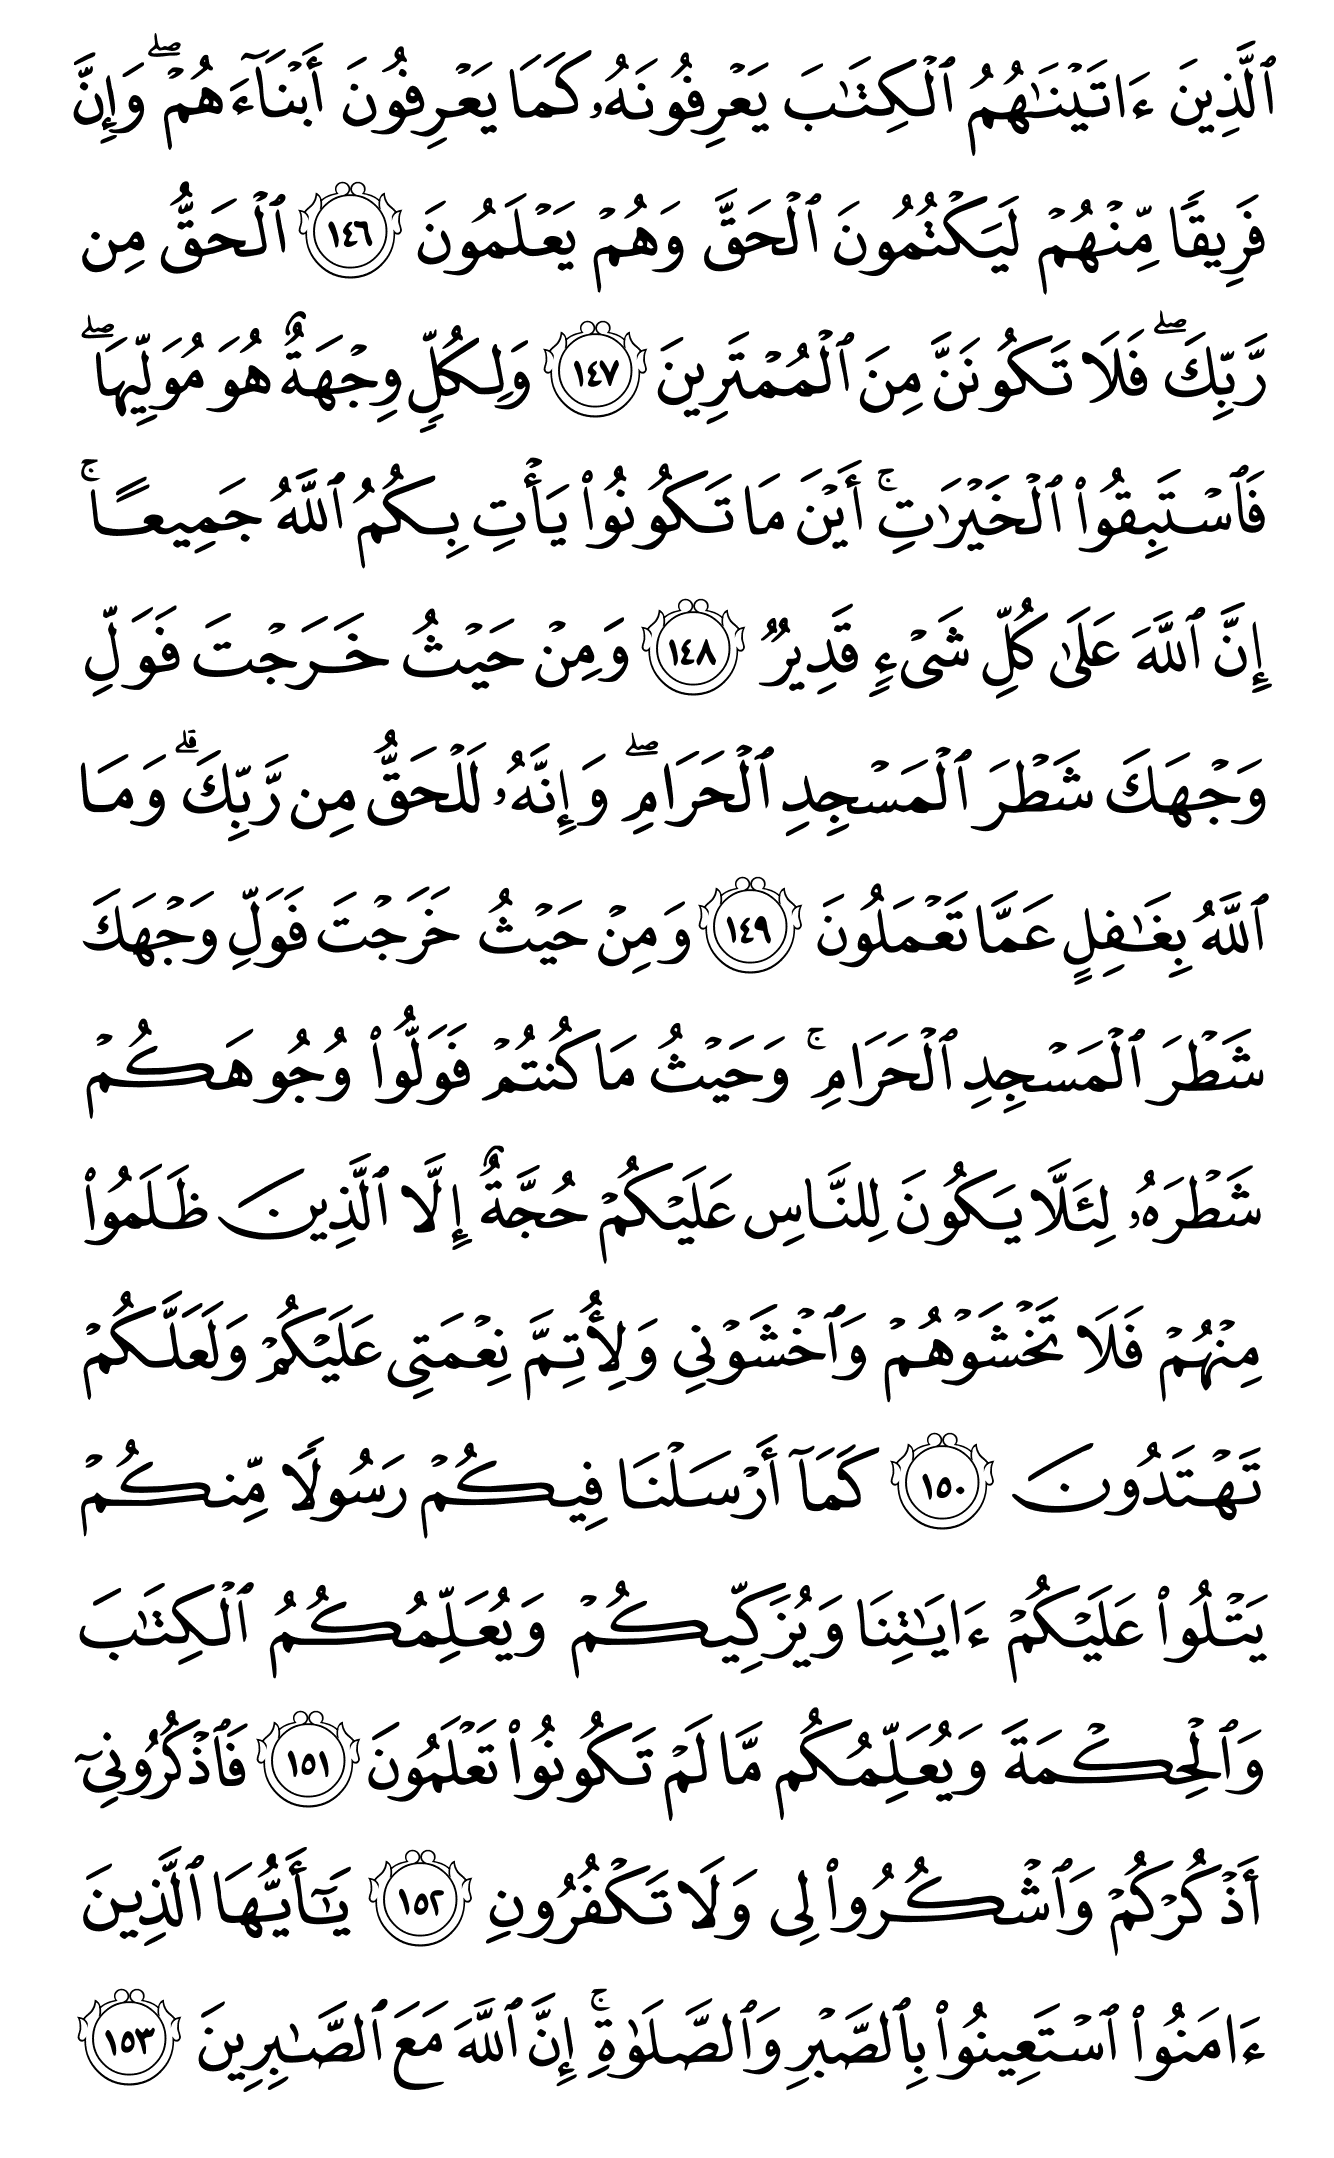 ٱلَّذِينَ ءَاتَيْنَٰهُمُ ٱلْكِتَٰبَ يَعْرِفُونَهُۥ كَمَا يَعْرِفُونَ أَبْنَآءَهُمْ ۖ وَإِنَّ
فَرِيقًا مِّنْهُمْ لَيَكْتُمُونَ ٱلْحَقَّ وَهُمْ يَعْلَمُونَ ١٤٦ ٱلْحَقُّ مِن
رَّبِّكَ ۖ فَلَا تَكُونَنَّ مِنَ ٱلْمُمْتَرِينَ ١٤٧ وَلِكُلٍّ وِجْهَةٌ هُوَ مُوَلِّيهَا ۖ
فَٱسْتَبِقُوا۟ ٱلْخَيْرَٰتِ ۚ أَيْنَ مَا تَكُونُوا۟ يَأْتِ بِكُمُ ٱللَّهُ جَمِيعًا ۚ
إِنَّ ٱللَّهَ عَلَىٰ كُلِّ شَىْءٍ قَدِيرٌ ١٤٨ وَمِنْ حَيْثُ خَرَجْتَ فَوَلِّ
وَجْهَكَ شَطْرَ ٱلْمَسْجِدِ ٱلْحَرَامِ ۖ وَإِنَّهُۥ لَلْحَقُّ مِن رَّبِّكَ ۗ وَمَا
ٱللَّهُ بِغَٰفِلٍ عَمَّا تَعْمَلُونَ ١٤٩ وَمِنْ حَيْثُ خَرَجْتَ فَوَلِّ وَجْهَكَ
شَطْرَ ٱلْمَسْجِدِ ٱلْحَرَامِ ۚ وَحَيْثُ مَا كُنتُمْ فَوَلُّوا۟ وُجُوهَكُمْ
شَطْرَهُۥ لِئَلَّا يَكُونَ لِلنَّاسِ عَلَيْكُمْ حُجَّةٌ إِلَّا ٱلَّذِينَ ظَلَمُوا۟
مِنْهُمْ فَلَا تَخْشَوْهُمْ وَٱخْشَوْنِى وَلِأُتِمَّ نِعْمَتِى عَلَيْكُمْ وَلَعَلَّكُمْ
تَهْتَدُونَ ١٥٠ كَمَآ أَرْسَلْنَا فِيكُمْ رَسُولًا مِّنكُمْ
يَتْلُوا۟ عَلَيْكُمْ ءَايَٰتِنَا وَيُزَكِّيكُمْ وَيُعَلِّمُكُمُ ٱلْكِتَٰبَ
وَٱلْحِكْمَةَ وَيُعَلِّمُكُم مَّا لَمْ تَكُونُوا۟ تَعْلَمُونَ ١٥١ فَٱذْكُرُونِىٓ
أَذْكُرْكُمْ وَٱشْكُرُوا۟ لِى وَلَا تَكْفُرُونِ ١٥٢ يَٰٓأَيُّهَا ٱلَّذِينَ
ءَامَنُوا۟ ٱسْتَعِينُوا۟ بِٱلصَّبْرِ وَٱلصَّلَوٰةِ ۚ إِنَّ ٱللَّهَ مَعَ ٱلصَّٰبِرِينَ ١٥٣